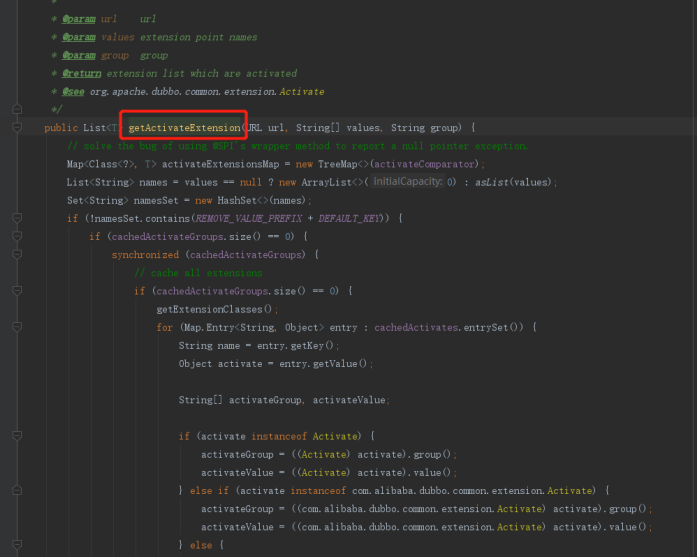 *
* @param url    url
* @param values extension point names
* @param group  group
* @return extension list which are activated
* @see org.apache.dubbo.common.extension.Activate
*/
public List<T> getActivateExtension(URL url, String[] values, String group) {
// solve the bug of using @SPI's wrapper method to report a null pointer exception.
Map<Class<?>, T> activateExtensionsMap = new TreeMap<>(activateComparator);
List<String> names = values == null ? new ArrayList<>( initialCapacity: 0) : asList(values);
Set<String> namesSet = new HashSet<>(names);
if (!namesSet.contains(REMOVE_VALUE_PREFIX + DEFAULT_KEY)) {
if (cachedActivateGroups.size() == 0) {
synchronized (cachedActivateGroups) {
// cache all extensions
if (cachedActivateGroups.size() == 0) {
getExtensionClasses();
for (Map.Entry<String, Object> entry : cachedActivates.entrySet()) {
String name = entry.getKey();
Object activate = entry.getValue();
String[] activateGroup, activateValue;
if (activate instanceof Activate) {
activateGroup = ((Activate) activate).group();
activateValue = ((Activate) activate).value();
} else if (activate instanceof com.alibaba.dubbo.common.extension.Activate) {
activateGroup = ((com.alibaba.dubbo.common.extension.Activate) activate).group();
activateValue = ((com.alibaba.dubbo.common.extension.Activate) activate).value();
} else {